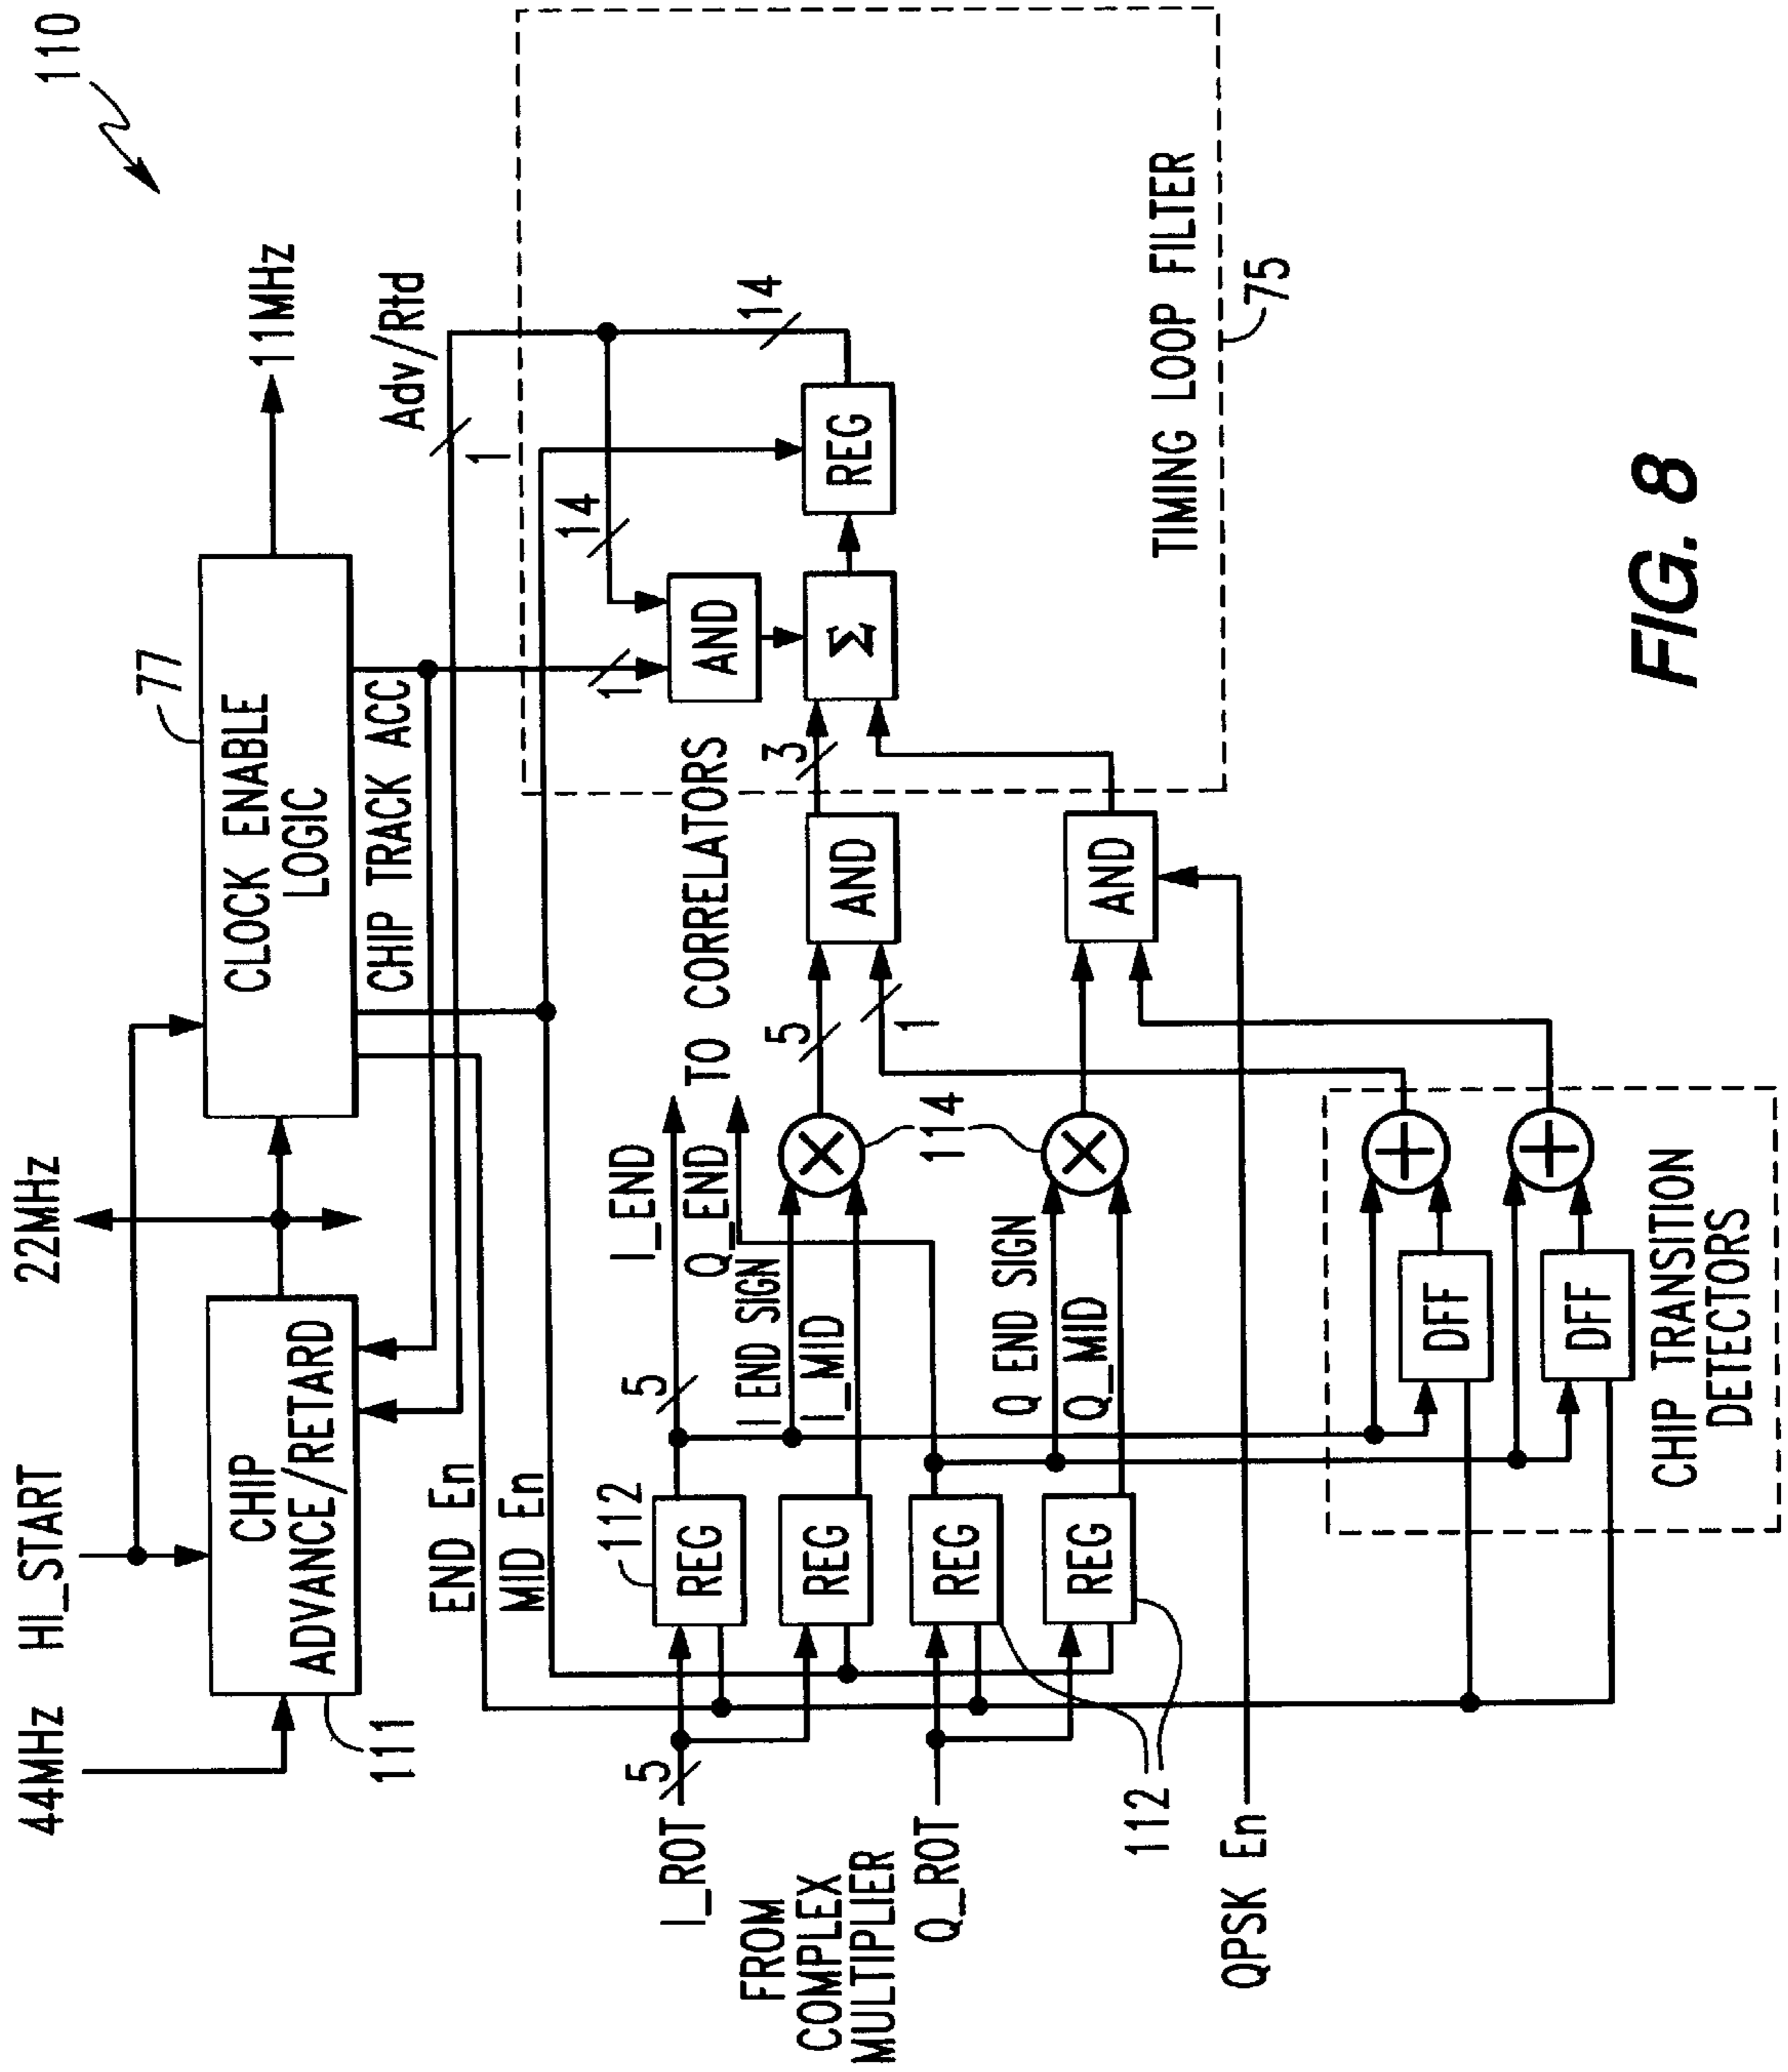 110
44MHz
HI_START
22MHz
11MHz
77
CHIP
ADVANCE/RETARD
CLOCK ENABLE
LOGIC
111
CHIP TRACK ACC
Adv/Rtd
1
END En
MID En
14
14
1
I_ROT
5
112
REG
5
I_END
Q_END
TO CORRELATORS
I END SIGN
I_MID
REG
5
3
AND
Σ
REG
AND
114
1
FROM
COMPLEX
MULTIPLIER
Q_ROT
REG
Q END SIGN
Q_MID
REG
AND
112
TIMING LOOP FILTER
75
QPSK En
DFF
DFF
CHIP TRANSITION
DETECTORS
FIG. 8